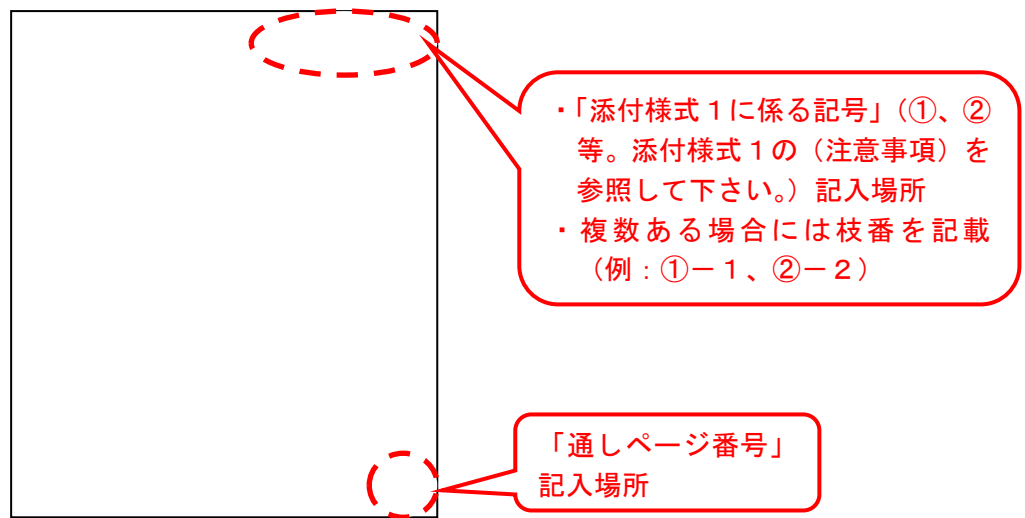 ・「添付様式１に係る記号」（①、②
等。添付様式１の（注意事項）を
参照して下さい。）記入場所
・複数ある場合には枝番を記載
（例：①－１、②－２）
「通しページ番号」
記入場所